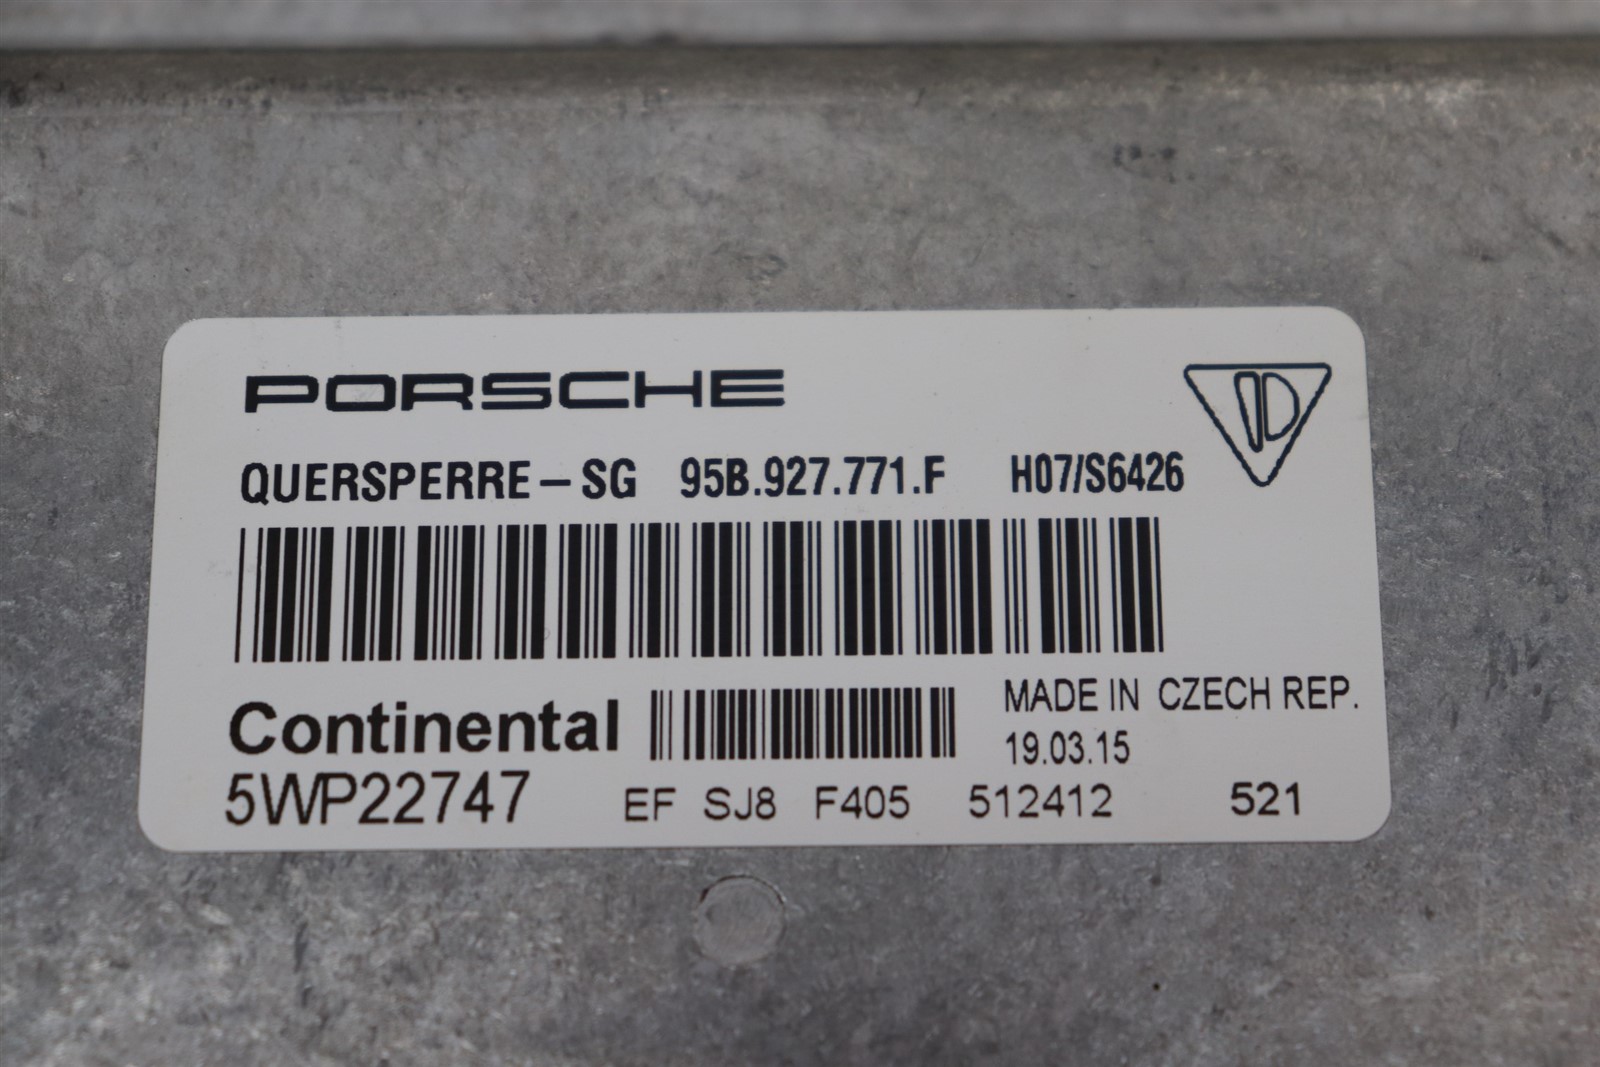 PORSCHE
QUERSPERRE-SG 95B.927.771.F H07/S6426
Continental
MADE IN CZECH REP.
19.03.15
5WP22747 EF SJ8 F405 512412 521